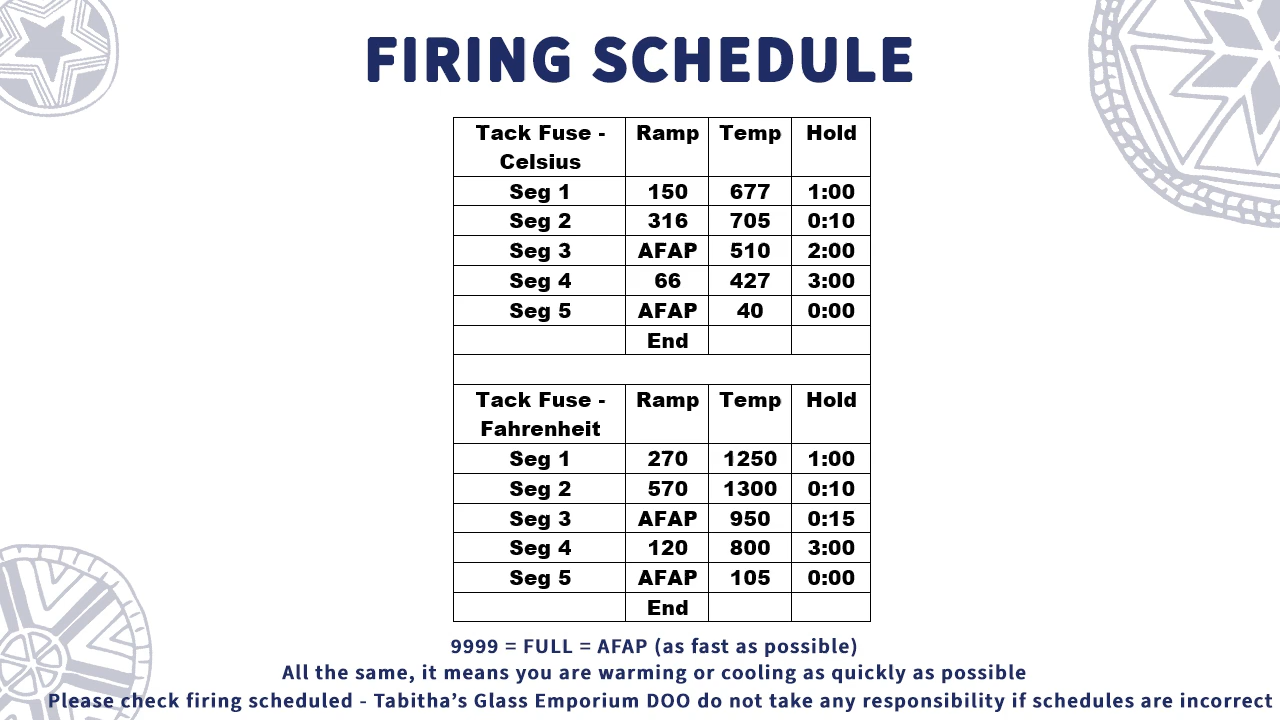 FIRING SCHEDULE
Tack Fuse - Celsius Ramp Temp Hold
Seg 1 150 677 1:00
Seg 2 316 705 0:10
Seg 3 AFAP 510 2:00
Seg 4 66 427 3:00
Seg 5 AFAP 40 0:00
End
Tack Fuse - Fahrenheit Ramp Temp Hold
Seg 1 270 1250 1:00
Seg 2 570 1300 0:10
Seg 3 AFAP 950 0:15
Seg 4 120 800 3:00
Seg 5 AFAP 105 0:00
End
9999 = FULL = AFAP (as fast as possible)
All the same, it means you are warming or cooling as quickly as possible
Please check firing scheduled - Tabitha’s Glass Emporium DOO do not take any responsibility if schedules are incorrect